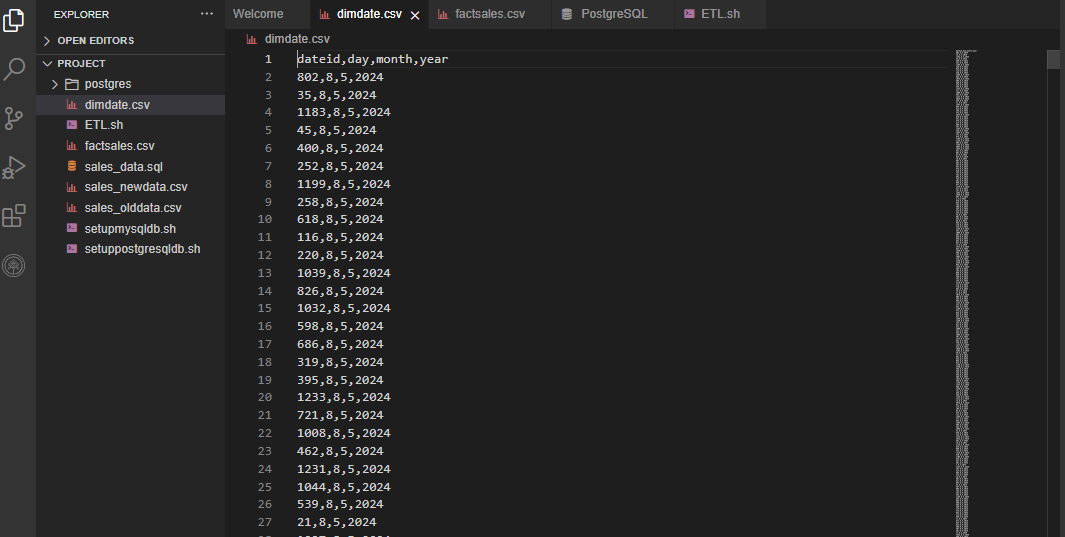 EXPLORER
OPEN EDITORS
PROJECT
postgres
dimdate.csv
ETL.sh
factsales.csv
sales_data.sql
sales_newdata.csv
sales_olddata.csv
setupmysqldb.sh
setuppostgresqldb.sh
Welcome dimdate.csv factsales.csv PostgreSQL ETL.sh
dimdate.csv
1 dateid,day,month,year
2 802,8,5,2024
3 35,8,5,2024
4 1183,8,5,2024
5 45,8,5,2024
6 400,8,5,2024
7 252,8,5,2024
8 1199,8,5,2024
9 258,8,5,2024
10 618,8,5,2024
11 116,8,5,2024
12 220,8,5,2024
13 1039,8,5,2024
14 826,8,5,2024
15 1032,8,5,2024
16 598,8,5,2024
17 686,8,5,2024
18 319,8,5,2024
19 395,8,5,2024
20 1233,8,5,2024
21 721,8,5,2024
22 1008,8,5,2024
23 462,8,5,2024
24 1231,8,5,2024
25 1044,8,5,2024
26 539,8,5,2024
27 21,8,5,2024